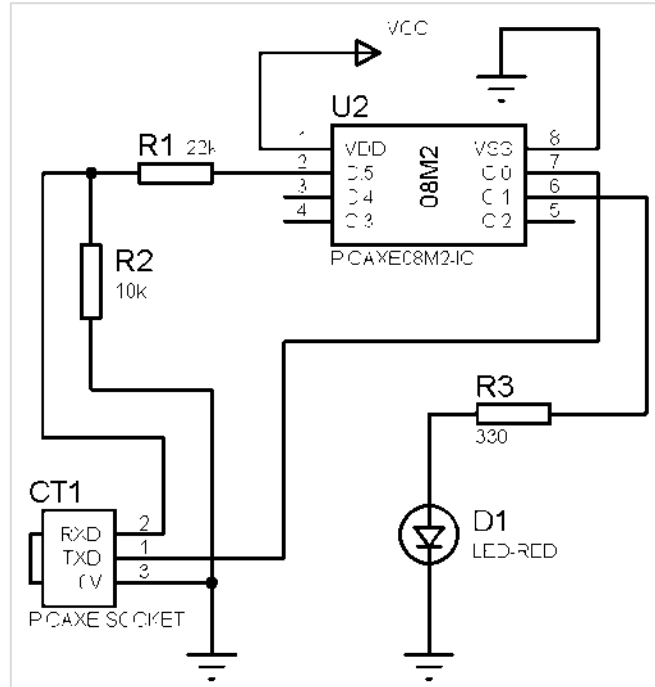 VCC
U2
R1 22k
1 VDD VSS 8
2 C.5 C.0 7
3 C.4 C.1 6
4 C.3 C.2 5
08M2
PICAXE08M2-IC
R2
10k
R3
330
CT1
RXD 2
TXD 1
0V 3
PICAXE SOCKET
D1
LED-RED